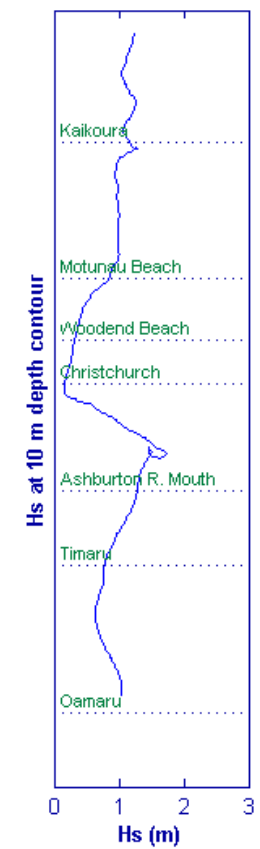 Kaikoura
Motunau Beach
Woodend Beach
Christchurch
Ashburton R. Mouth
Timaru
Oamaru
Hs at 10 m depth contour
0 1 2 3
Hs (m)